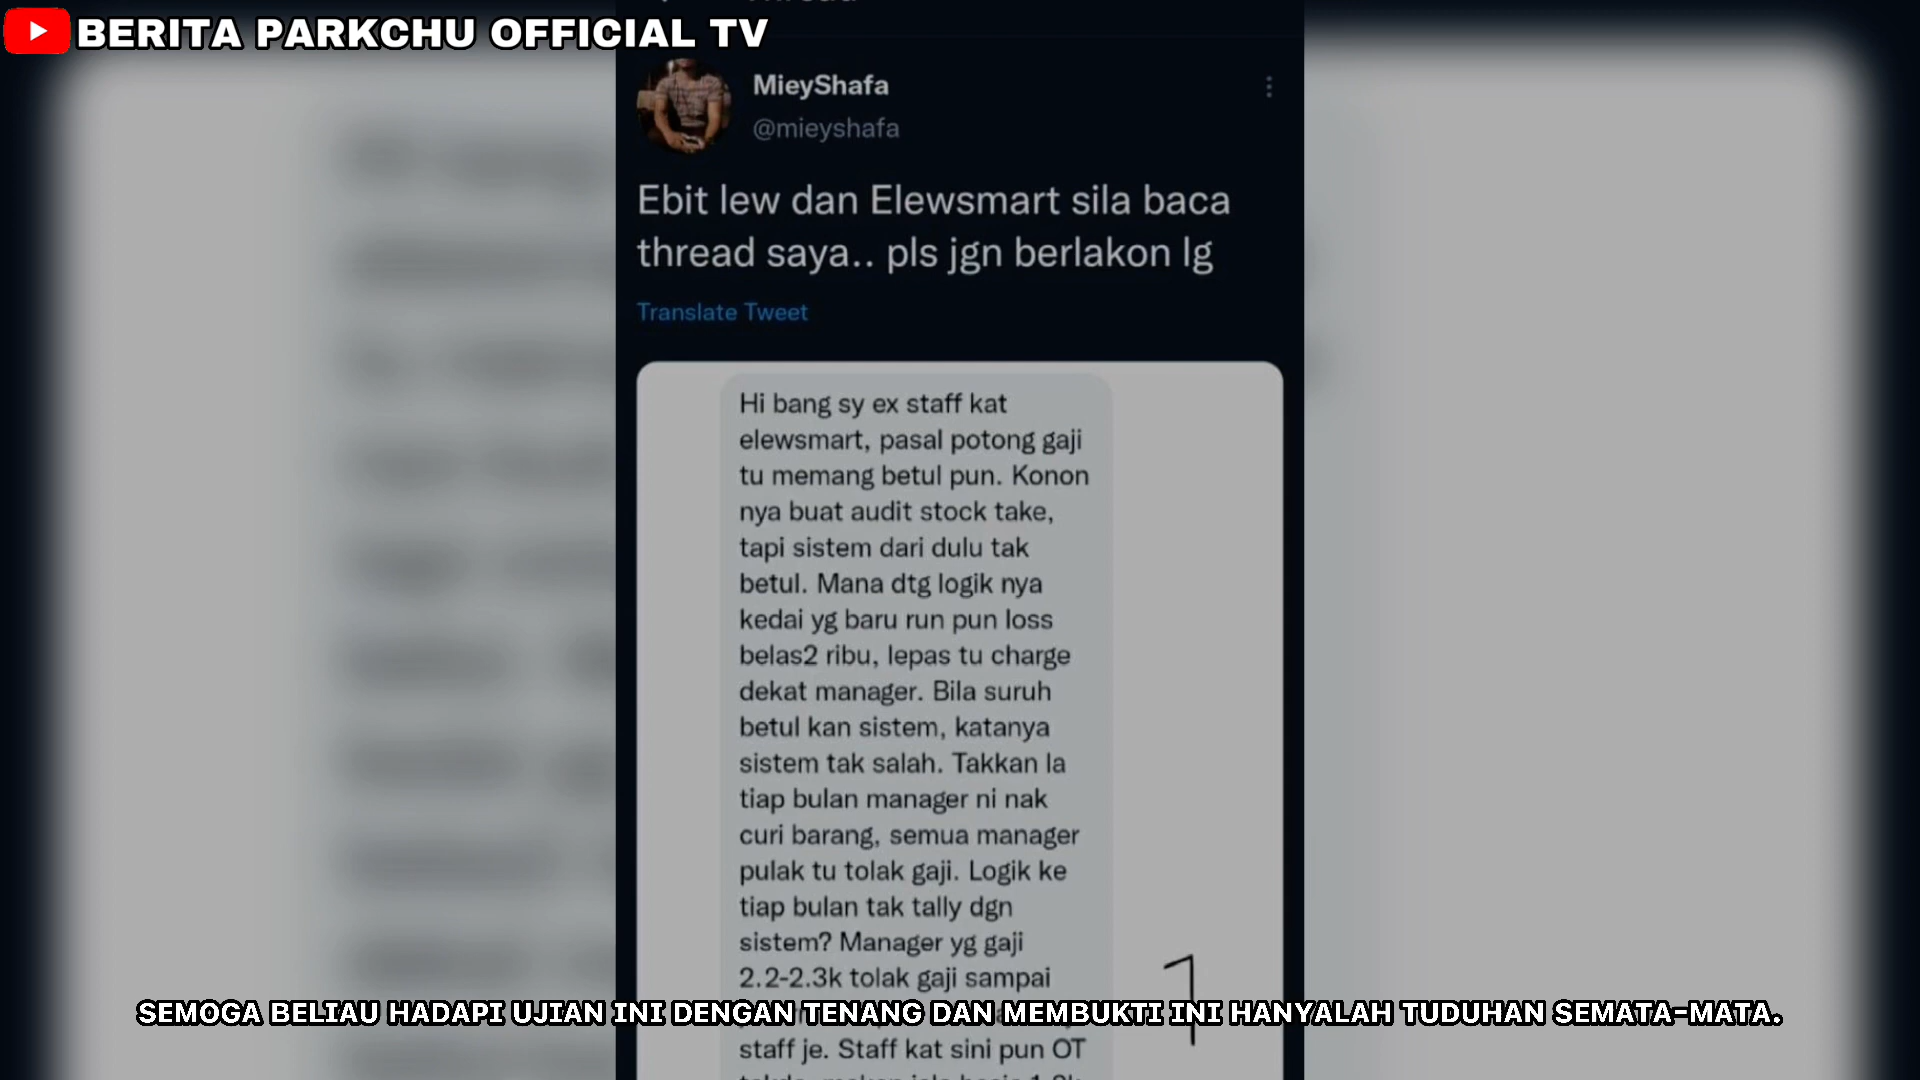 BERITA PARKCHU OFFICIAL TV
MieyShafa
@mieyshafa
Ebit lew dan Elewsmart sila baca
thread saya.. pls jgn berlakon lg
Translate Tweet
Hi bang sy ex staff kat
elewsmart, pasal potong gaji
tu memang betul pun. Konon
nya buat audit stock take,
tapi sistem dari dulu tak
betul. Mana dtg logik nya
kedai yg baru run pun loss
belas2 ribu, lepas tu charge
dekat manager. Bila suruh
betul kan sistem, katanya
sistem tak salah. Takkan la
tiap bulan manager ni nak
curi barang, semua manager
pulak tu tolak gaji. Logik ke
tiap bulan tak tally dgn
sistem? Manager yg gaji
2.2-2.3k tolak gaji sampai
1
SEMOGA BELIAU HADAPI UJIAN INI DENGAN TENANG DAN MEMBUKTI INI HANYALAH TUDUHAN SEMATA-MATA.
staff je. Staff kat sini pun OT